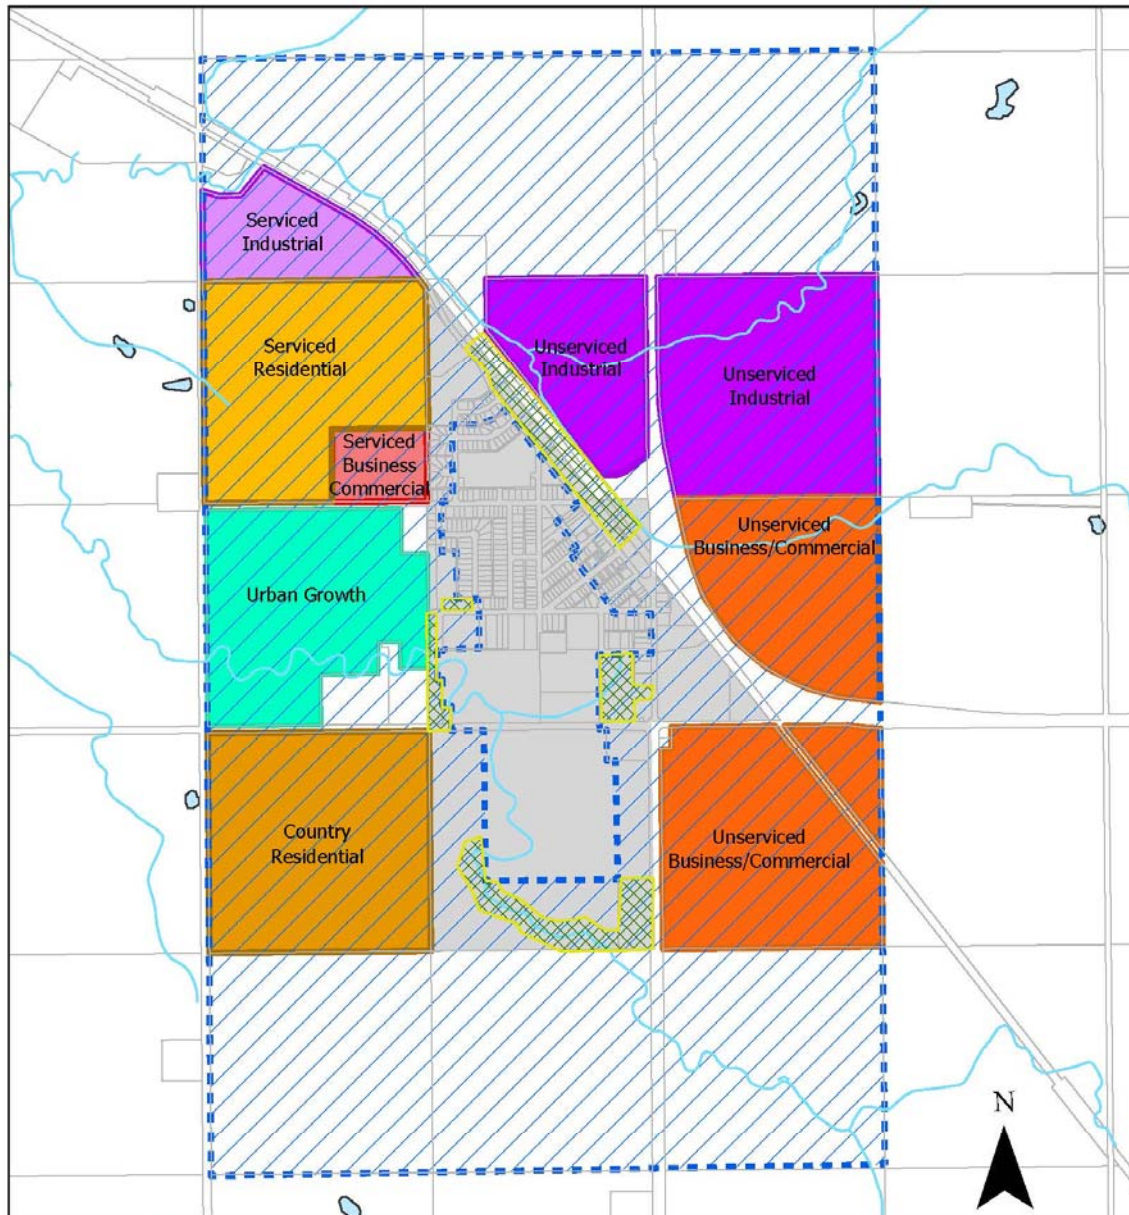 Serviced
Industrial
Serviced
Residential
Unserviced
Industrial
Unserviced
Industrial
Serviced
Business
Commercial
Unserviced
Business/Commercial
Urban Growth
Country
Residential
Unserviced
Business/Commercial
N